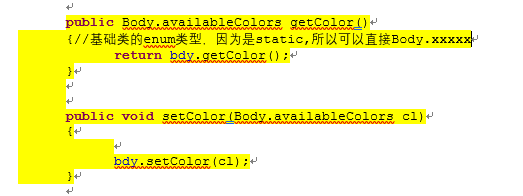 public Body.availableColors getColor()
{//基础类的enum类型．因为是static,所以可以直接Body.xxxxx
return bdy.getColor();
}
public void setColor(Body.availableColors cl)
{
bdy.setColor(cl);
}